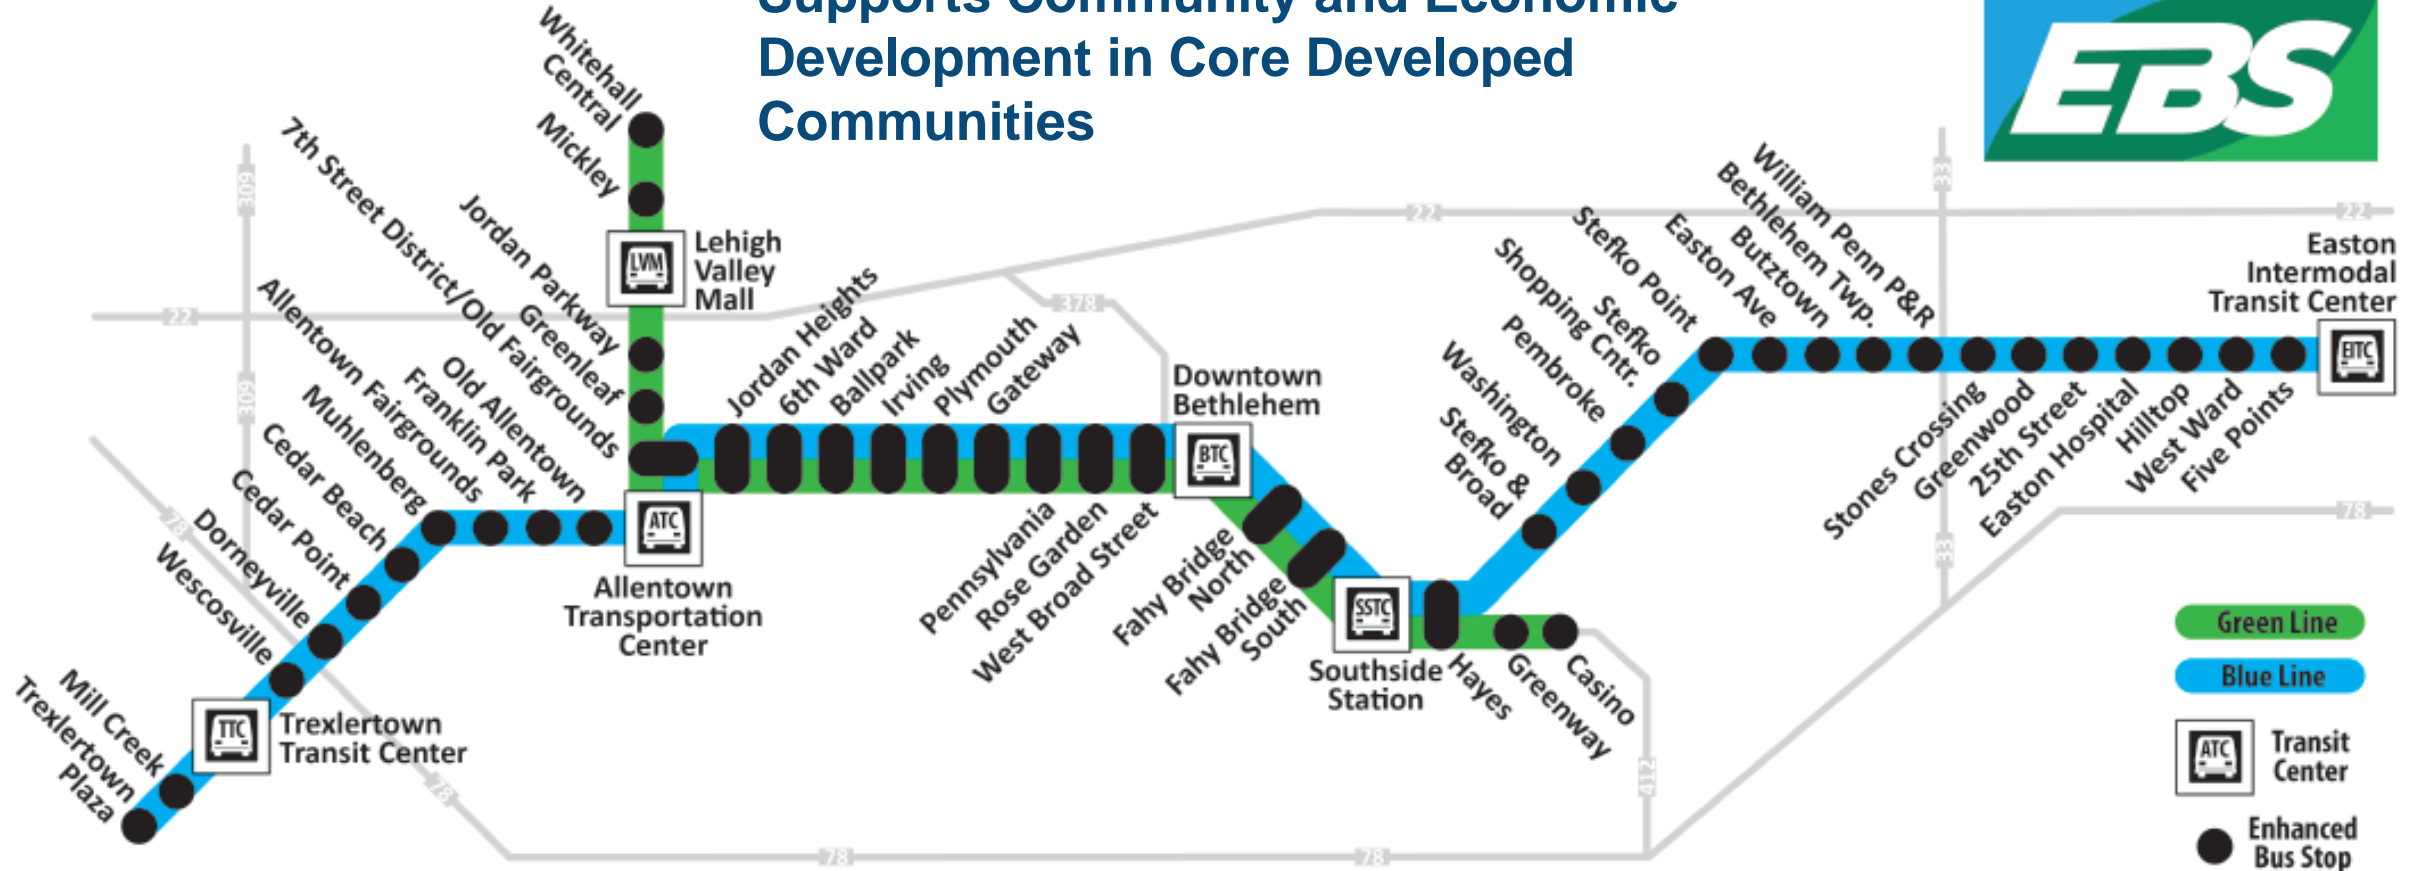 Supports Community and Economic
Development in Core Developed
Communities
EBS
Whitehall
Central
Mickley
LVM
Lehigh
Valley
Mall
Jordan Parkway
Greenleaf
7th Street District/Old Fairgrounds
Old Allentown
Franklin Park
Allentown Fairgrounds
Muhlenberg
Cedar Beach
Cedar Point
Dorneyville
Wescosville
TTC
Trexlertown
Transit Center
Mill Creek
Trexlertown
Plaza
ATC
Allentown
Transportation
Center
Jordan Heights
6th Ward
Ballpark
Irving
Plymouth
Gateway
Pennsylvania
Rose Garden
West Broad Street
Downtown
Bethlehem
BTC
Fahy Bridge
North
Fahy Bridge
South
SSTC
Southside
Station
Hayes
Greenway
Casino
Stefko &
Broad
Washington
Pembroke
Stefko
Shopping Cntr.
Stefko Point
Easton Ave
Butztown
Bethlehem Twp.
William Penn P&R
Stones Crossing
Greenwood
25th Street
Easton Hospital
Hilltop
West Ward
Five Points
Easton
Intermodal
Transit Center
EITC
309
309
22
22
22
378
33
33
78
78
78
78
78
412
Green Line
Blue Line
ATC
Transit
Center
Enhanced
Bus Stop